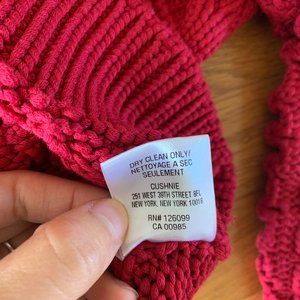 DRY CLEAN ONLY/
NETTOYAGE A SEC
SEULEMENT
CUSHNIE
251 WEST 39TH STREET 8FL
NEW YORK, NEW YORK 10018
RN# 126099
CA 00985